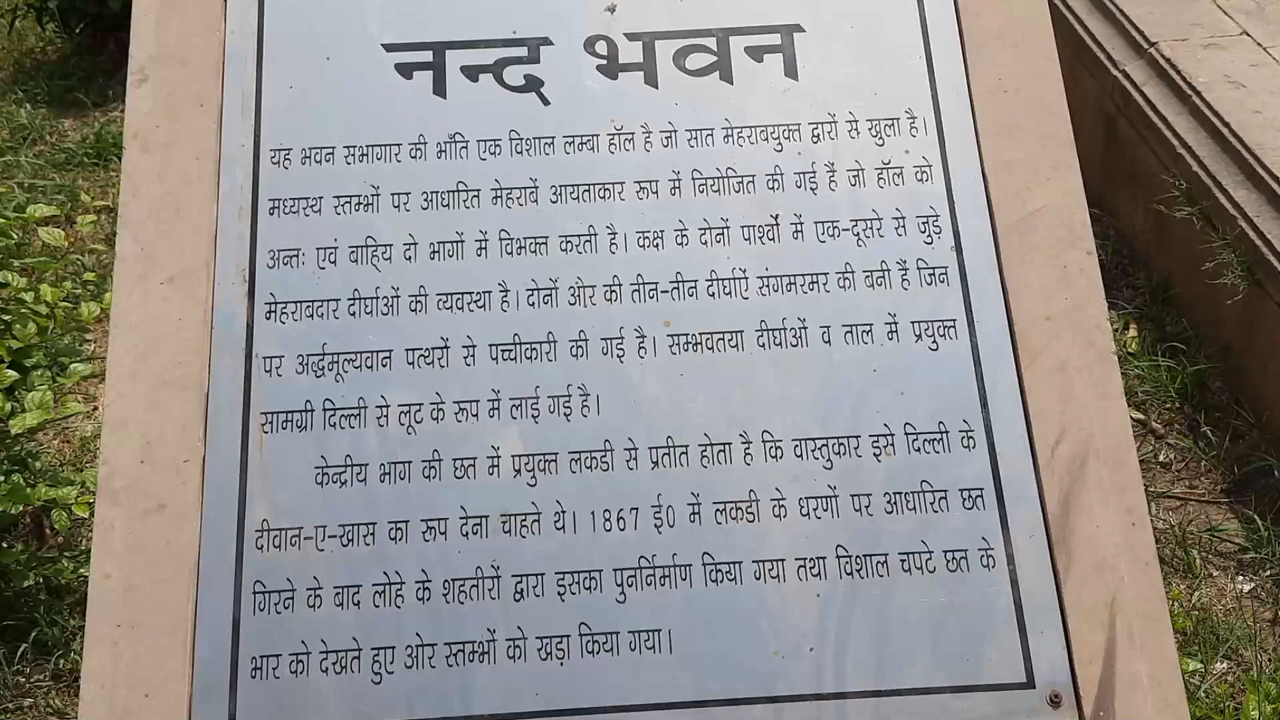 नन्द भवन
यह भवन सभागार की भाँति एक विशाल लम्बा हॉल है जो सात मेहराबयुक्त द्वारों से खुला है।
मध्यस्थ स्तम्भों पर आधारित मेहराबें आयताकार रूप में नियोजित की गई हैं जो हॉल को
अन्तः एवं बाह्यि दो भागों में विभक्त करती है। कक्ष के दोनों पार्श्वों में एक-दूसरे से जुड़े
मेहराबदार दीर्घाओं की व्यवस्था है। दोनों ओर की तीन-तीन दीर्घाऐं संगमरमर की बनी हैं जिन
पर अर्द्धमूल्यवान पत्थरों से पच्चीकारी की गई है। सम्भवतया दीर्घाओं व ताल में प्रयुक्त
सामग्री दिल्ली से लूट के रूप में लाई गई है।
केन्द्रीय भाग की छत में प्रयुक्त लकडी से प्रतीत होता है कि वास्तुकार इसे दिल्ली के
दीवान-ए-खास का रूप देना चाहते थे। 1867 ई0 में लकडी के धरणों पर आधारित छत
गिरने के बाद लोहे के शहतीरों द्वारा इसका पुनर्निर्माण किया गया तथा विशाल चपटे छत के
भार को देखते हुए ओर स्तम्भों को खड़ा किया गया।